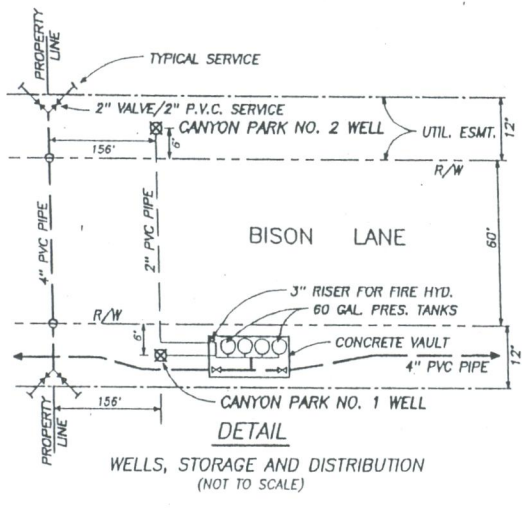 PROPERTY
LINE
TYPICAL SERVICE
2" VALVE/2" P.V.C. SERVICE
CANYON PARK NO. 2 WELL
UTIL. ESMT.
12"
156'
6'
R/W
4" PVC PIPE
2" PVC PIPE
BISON LANE
60'
3" RISER FOR FIRE HYD.
60 GAL. PRES. TANKS
R/W
6'
CONCRETE VAULT
4" PVC PIPE
12"
156'
CANYON PARK NO. 1 WELL
PROPERTY
LINE
DETAIL
WELLS, STORAGE AND DISTRIBUTION
(NOT TO SCALE)